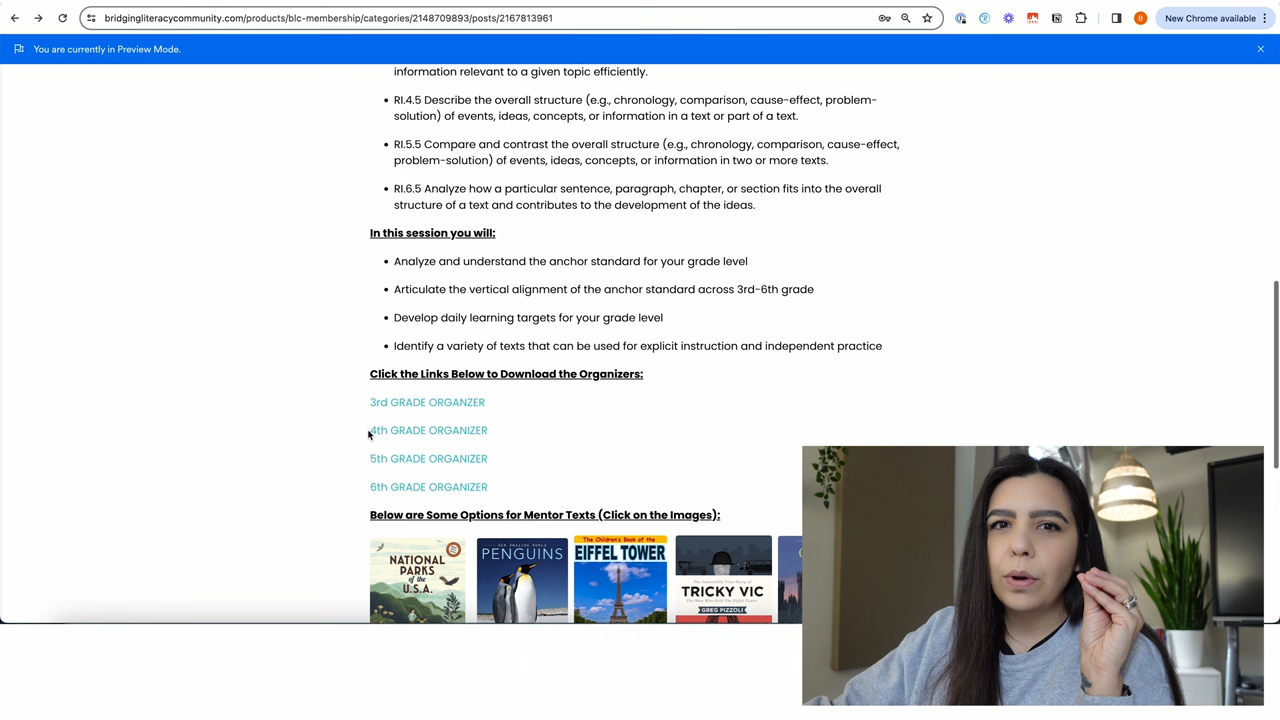 bridgingliteracycommunity.com/products/blc-membership/categories/2148709893/posts/2167813961
B
New Chrome available
You are currently in Preview Mode.
information relevant to a given topic efficiently.
• RI.4.5 Describe the overall structure (e.g., chronology, comparison, cause-effect, problem-
solution) of events, ideas, concepts, or information in a text or part of a text.
• RI.5.5 Compare and contrast the overall structure (e.g., chronology, comparison, cause-effect,
problem-solution) of events, ideas, concepts, or information in two or more texts.
• RI.6.5 Analyze how a particular sentence, paragraph, chapter, or section fits into the overall
structure of a text and contributes to the development of the ideas.
In this session you will:
• Analyze and understand the anchor standard for your grade level
• Articulate the vertical alignment of the anchor standard across 3rd-6th grade
• Develop daily learning targets for your grade level
• Identify a variety of texts that can be used for explicit instruction and independent practice
Click the Links Below to Download the Organizers:
3rd GRADE ORGANZER
4th GRADE ORGANIZER
5th GRADE ORGANIZER
6th GRADE ORGANIZER
Below are Some Options for Mentor Texts (Click on the Images):
NATIONAL
PARKS
of the
U.S.A.
PENGUINS
The Children's Book of the
EIFFEL TOWER
TRICKY VIC
GREG PIZZOLI